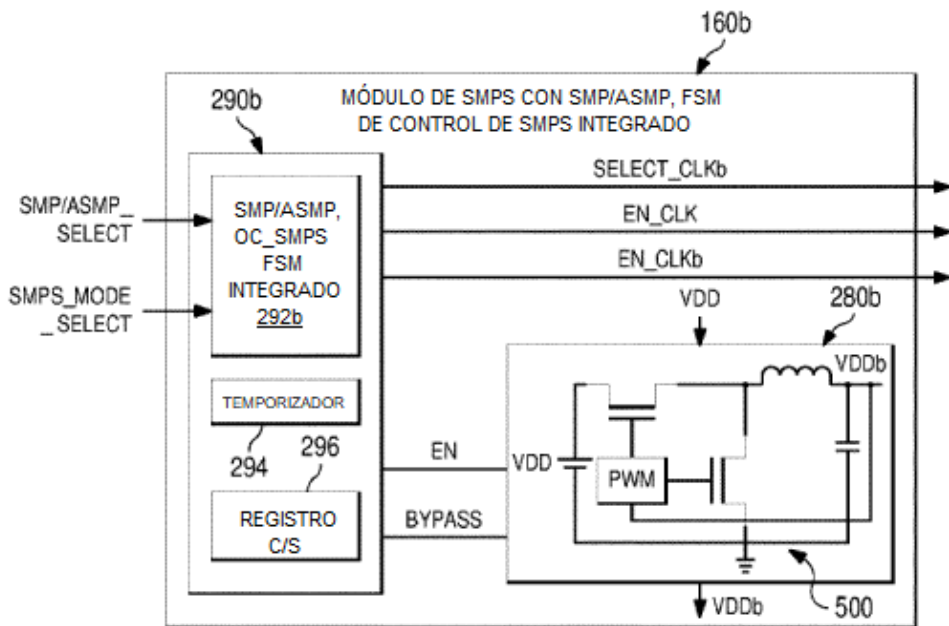 160b
MÓDULO DE SMPS CON SMP/ASMP, FSM
DE CONTROL DE SMPS INTEGRADO
290b
SELECT_CLKb
SMP/ASMP_
SELECT
SMP/ASMP,
OC_SMPS
FSM
INTEGRADO
292b
EN_CLK
EN_CLKb
SMPS_MODE
_SELECT
VDD
280b
VDDb
TEMPORIZADOR
294
296
EN
VDD
PWM
REGISTRO
C/S
BYPASS
VDDb
500